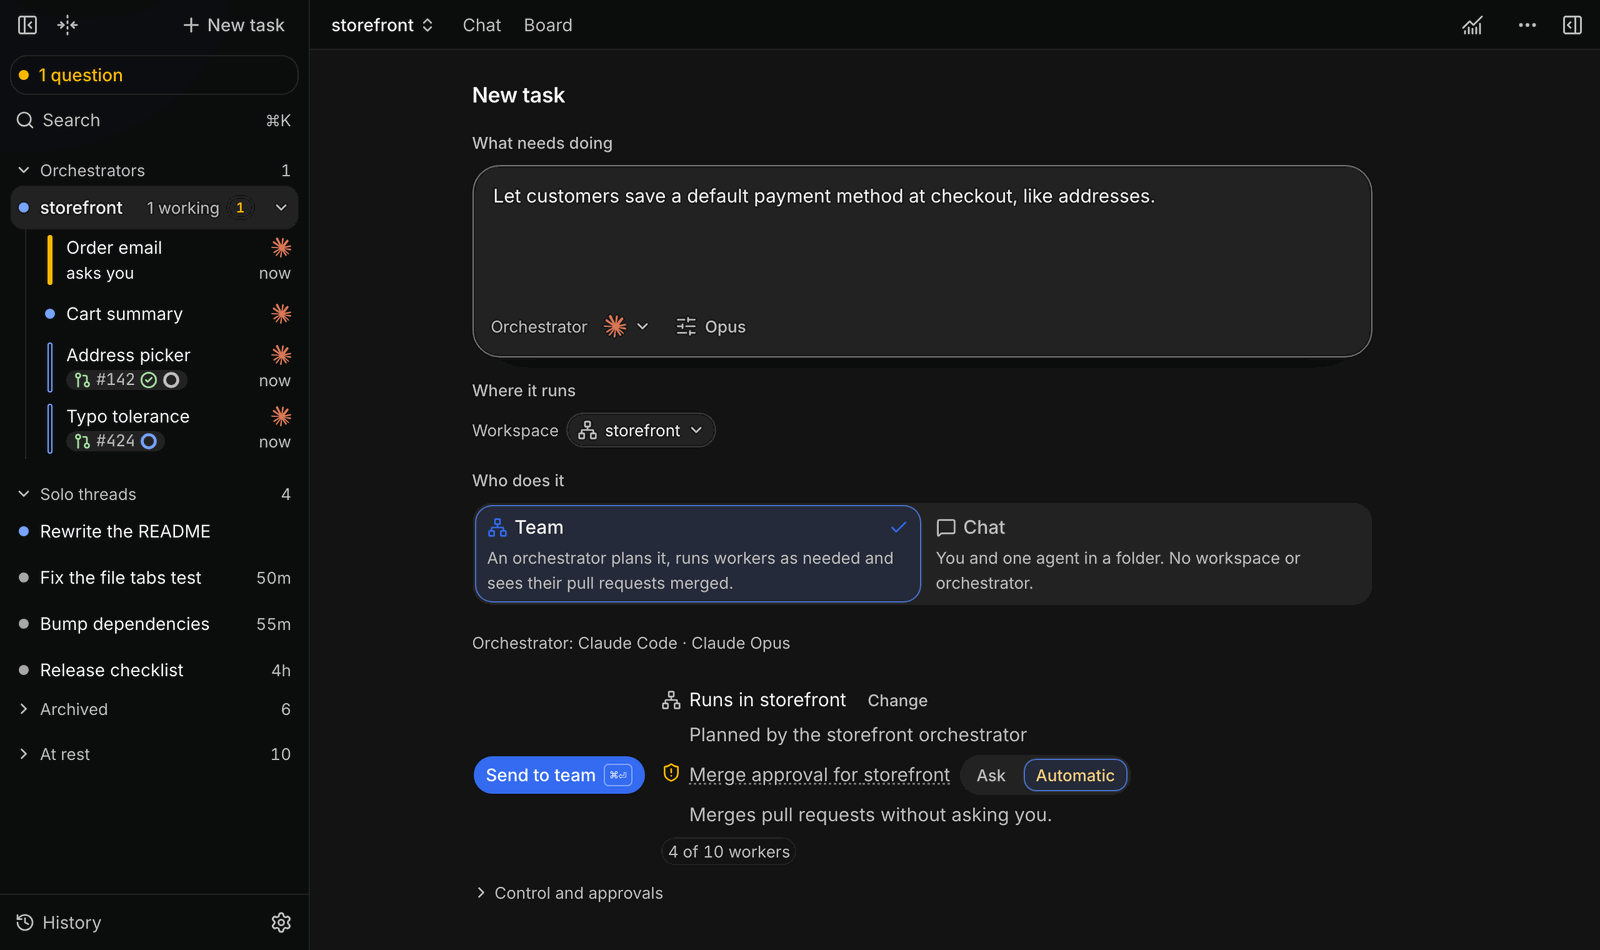 New task
1 question
Search ⌘K
Orchestrators 1
storefront 1 working 1
Order email
asks you now
Cart summary
Address picker
#142 now
Typo tolerance
#424 now
Solo threads 4
Rewrite the README
Fix the file tabs test 50m
Bump dependencies 55m
Release checklist 4h
Archived 6
At rest 10
History
storefront Chat Board
New task
What needs doing
Let customers save a default payment method at checkout, like addresses.
Orchestrator Opus
Where it runs
Workspace storefront
Who does it
Team
An orchestrator plans it, runs workers as needed and
sees their pull requests merged.
Chat
You and one agent in a folder. No workspace or
orchestrator.
Orchestrator: Claude Code · Claude Opus
Send to team ⌘⏎
Runs in storefront Change
Planned by the storefront orchestrator
Merge approval for storefront Ask Automatic
Merges pull requests without asking you.
4 of 10 workers
Control and approvals